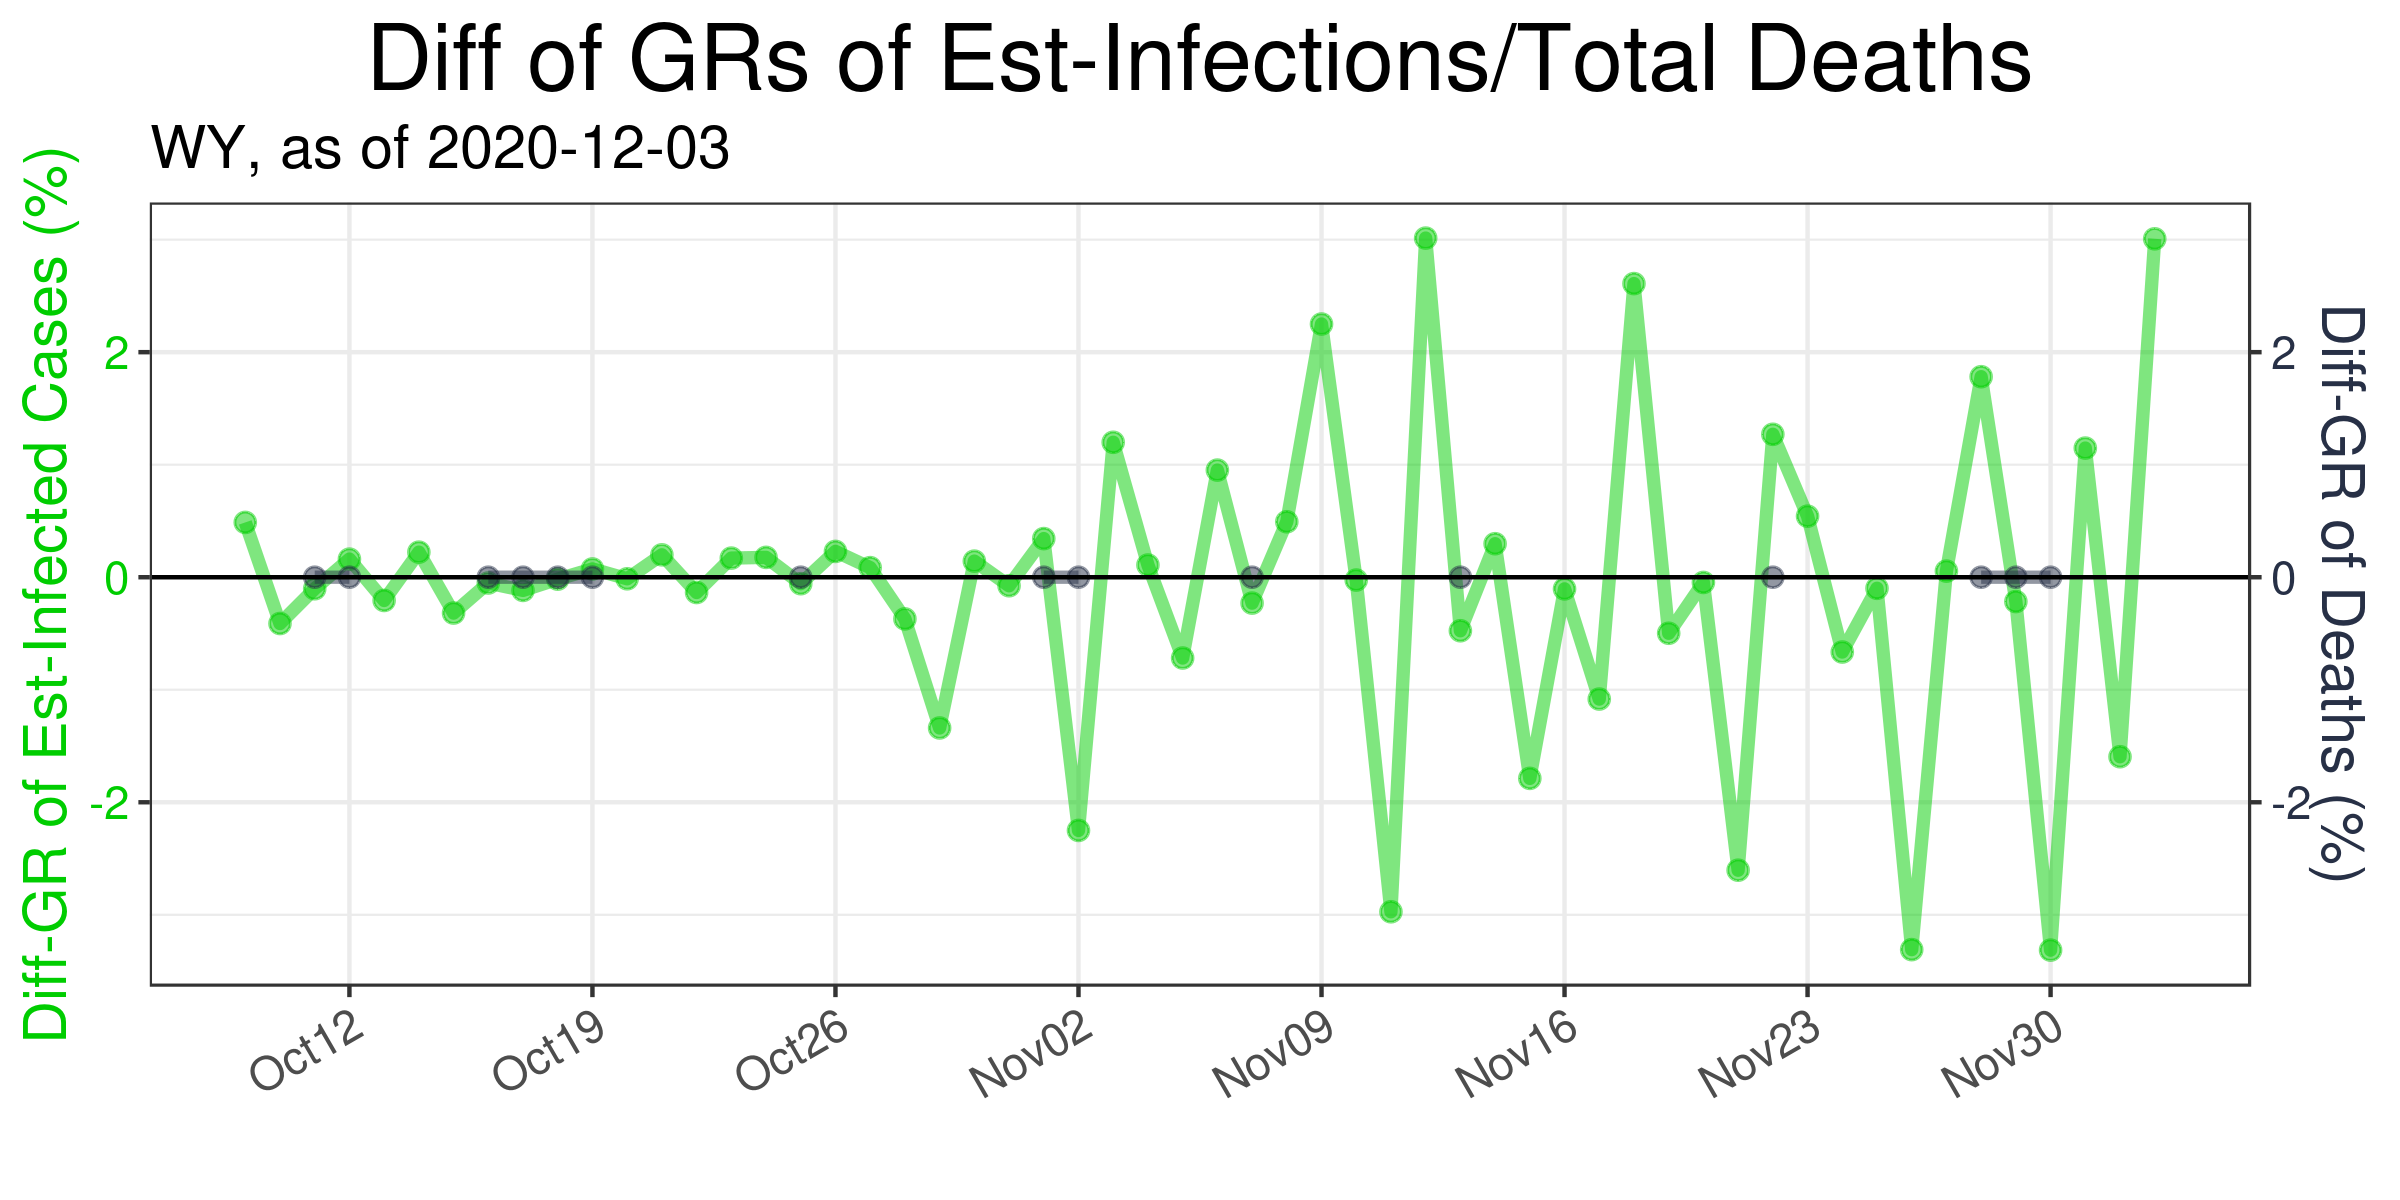 Diff of GRs of Est-Infections/Total Deaths
WY, as of 2020-12-03
Diff-GR of Est-Infected Cases (%)
2
0
-2
2
0
-2
Diff-GR of Deaths (%)
Oct12
Oct19
Oct26
Nov02
Nov09
Nov16
Nov23
Nov30